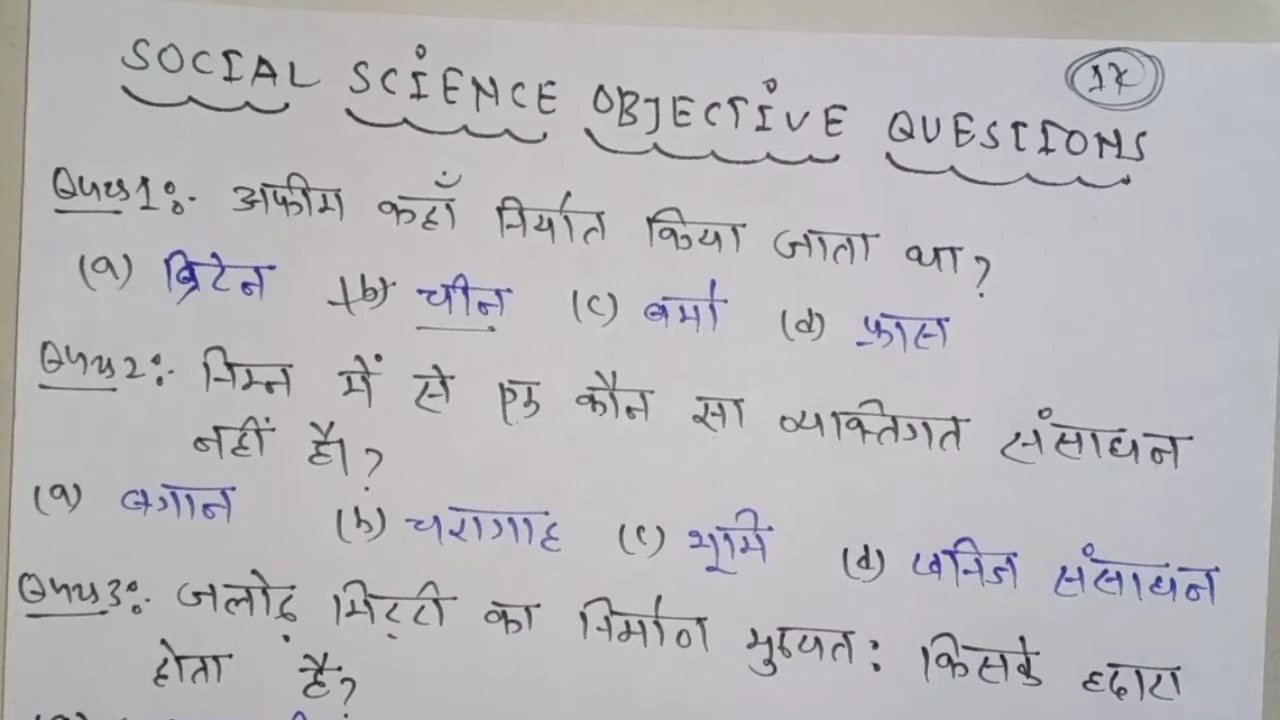 SOCIAL SCIENCE OBJECTIVE QUESTIONS
17
Ques1:- अफीम कहाँ निर्यात किया जाता था?
(a) ब्रिटेन (b) चीन (c) बर्मा (d) फ्रांस
Ques2:- निम्न में से एक कौन सा व्यक्तिगत संसाधन
नहीं है?
(a) बगान (b) चरागाह (c) भूमि (d) खनिज संसाधन
Ques3:- जलोढ़ मिट्टी का निर्माण मुख्यत: किसके द्वारा
होता है?